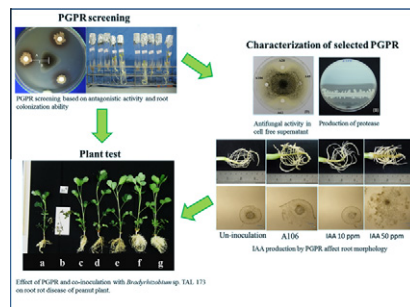 PGPR screening
PGPR screening based on antagonistic activity and root
colonization ability
Characterization of selected PGPR
Antifungal activity in
cell free supernatant
Production of protease
Un-inoculation
A106
IAA 10 ppm
IAA 50 ppm
IAA production by PGPR affect root morphology
Plant test
a
b
c
d
e
f
g
Effect of PGPR and co-inoculation with Bradyrhizobium sp. TAL 173
on root rot disease of peanut plant.